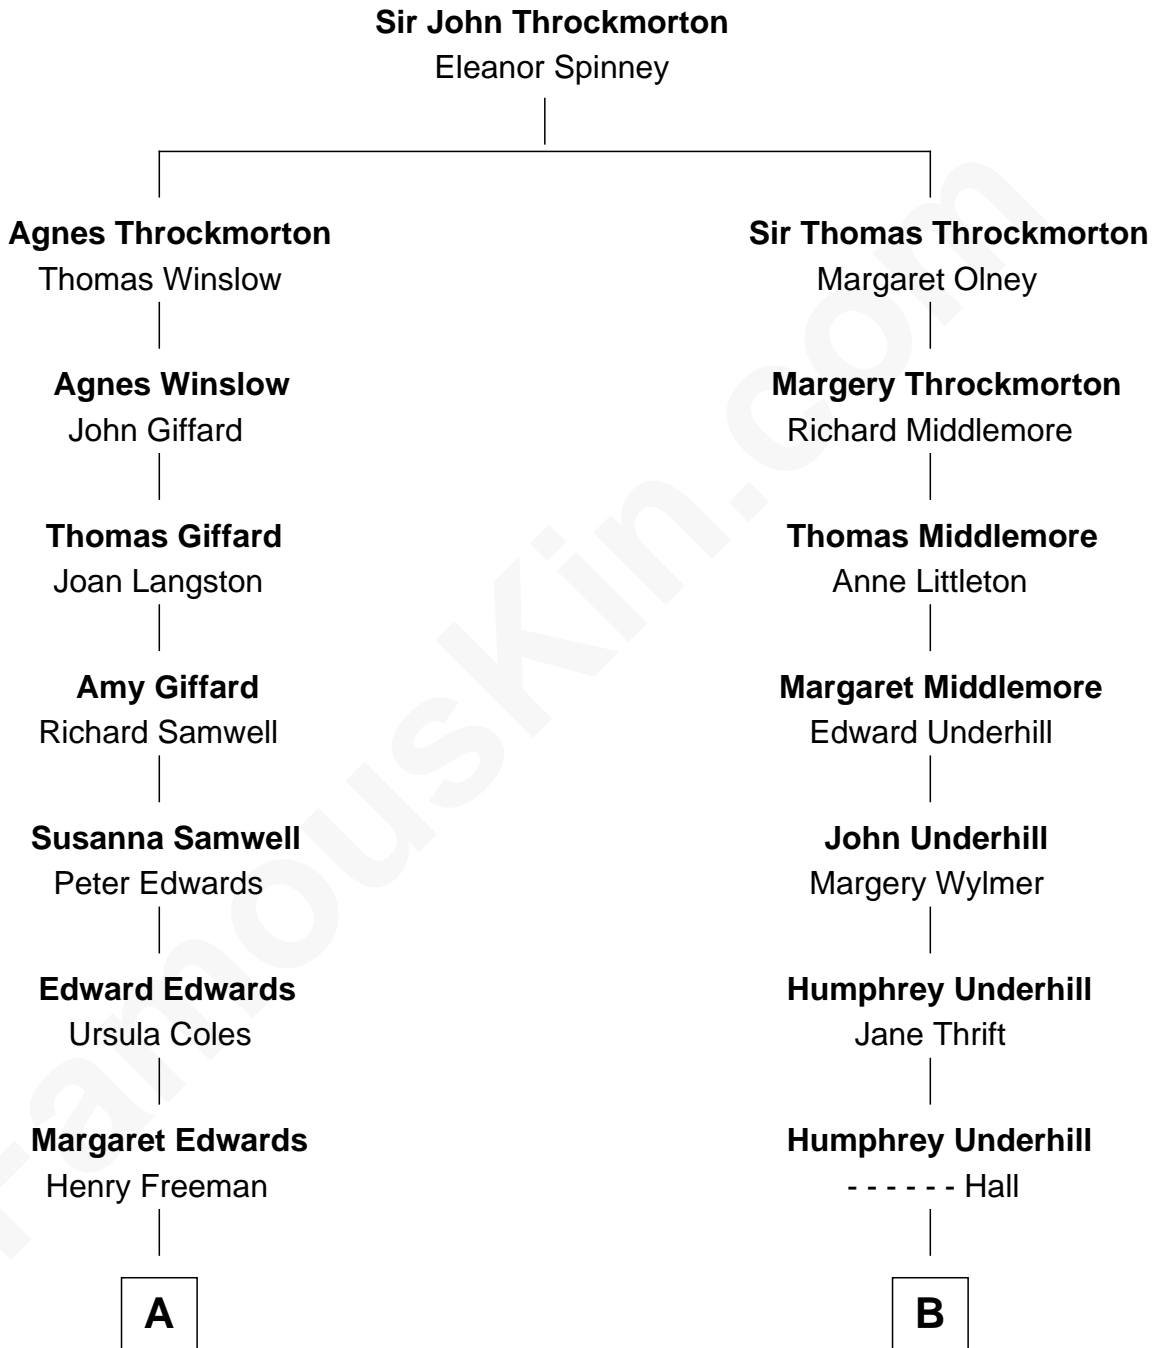 Sir John Throckmorton
Eleanor Spinney
Agnes Throckmorton
Thomas Winslow
Sir Thomas Throckmorton
Margaret Olney
Agnes Winslow
John Giffard
Margery Throckmorton
Richard Middlemore
Thomas Giffard
Joan Langston
Thomas Middlemore
Anne Littleton
Amy Giffard
Richard Samwell
Margaret Middlemore
Edward Underhill
Susanna Samwell
Peter Edwards
John Underhill
Margery Wylmer
Edward Edwards
Ursula Coles
Humphrey Underhill
Jane Thrift
Margaret Edwards
Henry Freeman
Humphrey Underhill
- - - - - - Hall
A
B
FamousKin.com